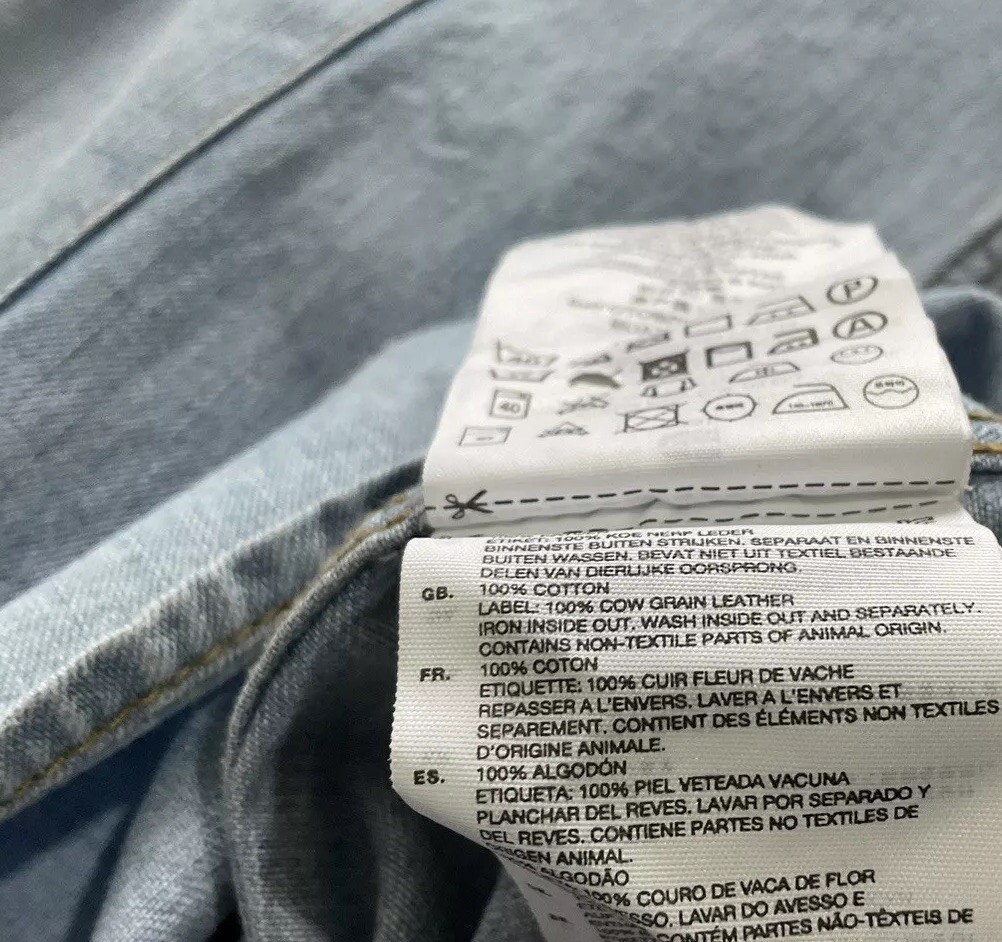 P
A
40
ETIKET: 100% KOE NERF LEDER
BINNENSTE BUITEN STRIJKEN. SEPARAAT EN BINNENSTE
BUITEN WASSEN. BEVAT NIET UIT TEXTIEL BESTAANDE
DELEN VAN DIERLIJKE OORSPRONG.
GB. 100% COTTON
LABEL: 100% COW GRAIN LEATHER
IRON INSIDE OUT. WASH INSIDE OUT AND SEPARATELY.
CONTAINS NON-TEXTILE PARTS OF ANIMAL ORIGIN.
FR. 100% COTON
ETIQUETTE: 100% CUIR FLEUR DE VACHE
REPASSER A L'ENVERS. LAVER A L'ENVERS ET
SEPAREMENT. CONTIENT DES ÉLÉMENTS NON TEXTILES
D'ORIGINE ANIMALE.
ES. 100% ALGODÓN
ETIQUETA: 100% PIEL VETEADA VACUNA
PLANCHAR DEL REVES. LAVAR POR SEPARADO Y
DEL REVES. CONTIENE PARTES NO TEXTILES DE
ANIMAL.
ALGODÃO
100% COURO DE VACA DE FLOR
LAVAR DO AVESSO E
CONTÉM PARTES NÃO-TÊXTEIS DE